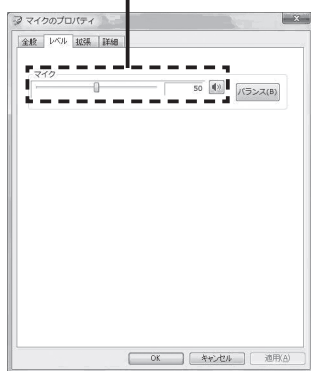 マイクのプロパティ
全般 レベル 拡張 詳細
マイク
50 バランス(B)
OK キャンセル 適用(A)